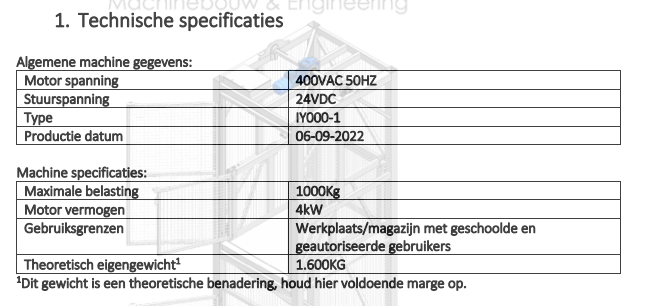 Machinebouw & Engineering
1. Technische specificaties
Algemene machine gegevens:
Motor spanning 400VAC 50HZ
Stuurspanning 24VDC
Type IY000-1
Productie datum 06-09-2022
Machine specificaties:
Maximale belasting 1000Kg
Motor vermogen 4kW
Gebruiksgrenzen Werkplaats/magazijn met geschoolde en
geautoriseerde gebruikers
Theoretisch eigengewicht¹ 1.600KG
¹Dit gewicht is een theoretische benadering, houd hier voldoende marge op.